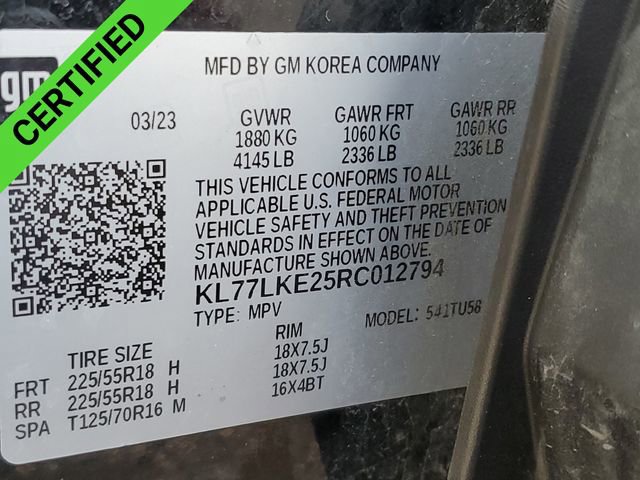 CERTIFIED
gm
MFD BY GM KOREA COMPANY
03/23 GVWR GAWR FRT GAWR RR
1880 KG 1060 KG 1060 KG
4145 LB 2336 LB 2336 LB
THIS VEHICLE CONFORMS TO ALL
APPLICABLE U.S. FEDERAL MOTOR
VEHICLE SAFETY AND THEFT PREVENTION
STANDARDS IN EFFECT ON THE DATE OF
MANUFACTURE SHOWN ABOVE.
KL77LKE25RC012794
TYPE: MPV MODEL: 541TU58
TIRE SIZE RIM
FRT 225/55R18 H 18X7.5J
RR 225/55R18 H 18X7.5J
SPA T125/70R16 M 16X4BT